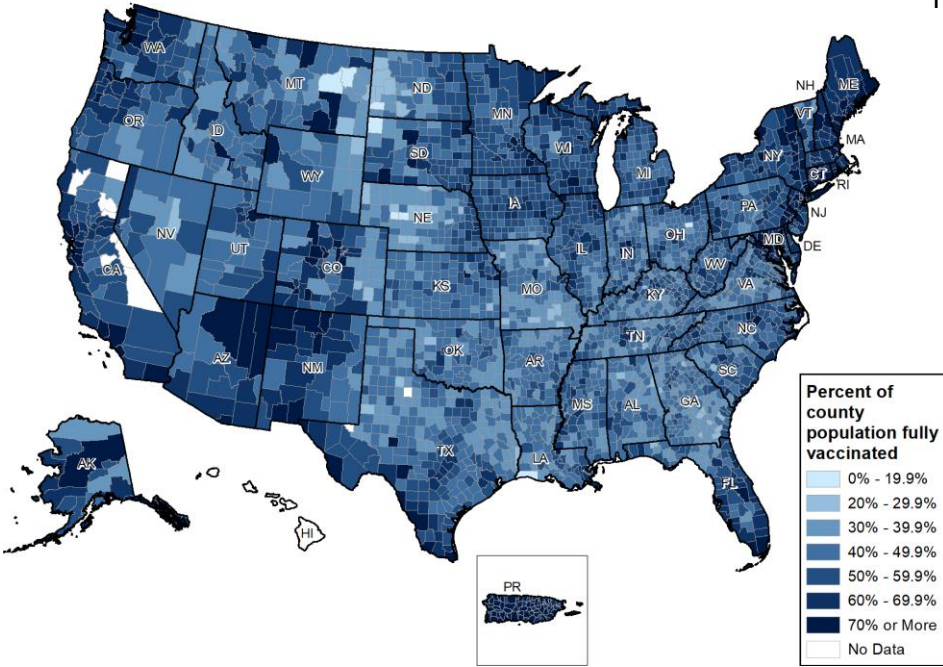 WA
MT
ND
MN
OR
ID
SD
WI
WY
MI
NH
ME
VT
NY
MA
CT
RI
NV
UT
CO
NE
IA
IL
IN
OH
PA
NJ
MD
DE
CA
KS
MO
KY
WV
VA
AZ
NM
OK
AR
TN
NC
SC
TX
LA
MS
AL
GA
FL
AK
HI
PR
Percent of
county
population fully
vaccinated
0% - 19.9%
20% - 29.9%
30% - 39.9%
40% - 49.9%
50% - 59.9%
60% - 69.9%
70% or More
No Data